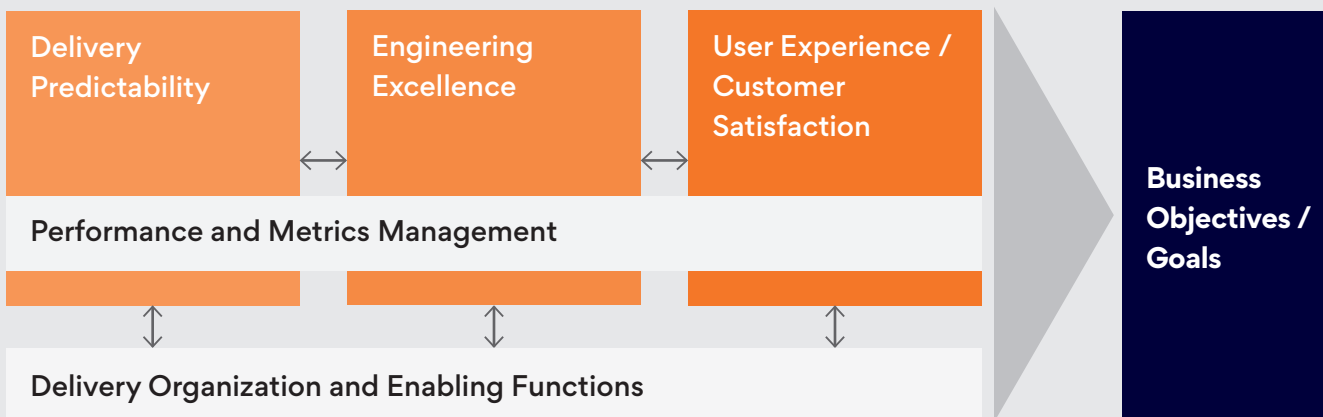 Delivery
Predictability
Engineering
Excellence
User Experience /
Customer
Satisfaction
Performance and Metrics Management
Delivery Organization and Enabling Functions
Business
Objectives /
Goals